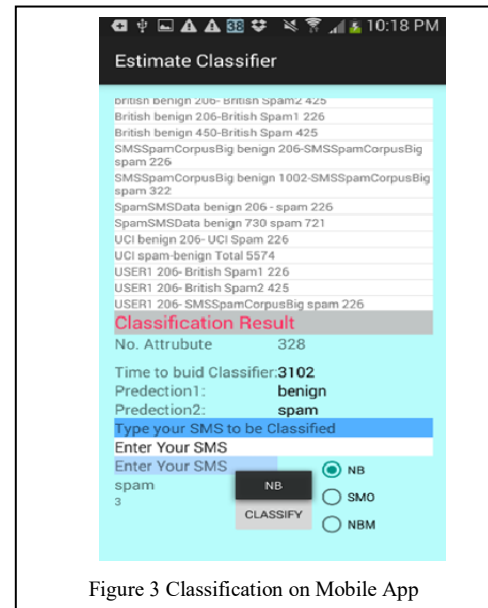 38 10:18 PM
Estimate Classifier
british benign 206- British Spam2 425
British benign 206-British Spam1 226
British benign 450-British Spam 425
SMSSpamCorpusBig benign 206-SMSSpamCorpusBig
spam 226
SMSSpamCorpusBig benign 1002-SMSSpamCorpusBig
spam 322
SpamSMSData benign 206 - spam 226
SpamSMSData benign 730 spam 721
UCI benign 206- UCI Spam 226
UCI spam-benign Total 5574
USER1 206- British Spam1 226
USER1 206- British Spam2 425
USER1 206- SMSSpamCorpusBig spam 226
Classification Result
No. Attrubute 328
Time to buid Classifier:3102
Predection1: benign
Predection2: spam
Type your SMS to be Classified
Enter Your SMS
Enter Your SMS
NB
spam
NB
3
SMO
CLASSIFY
NBM
Figure 3 Classification on Mobile App